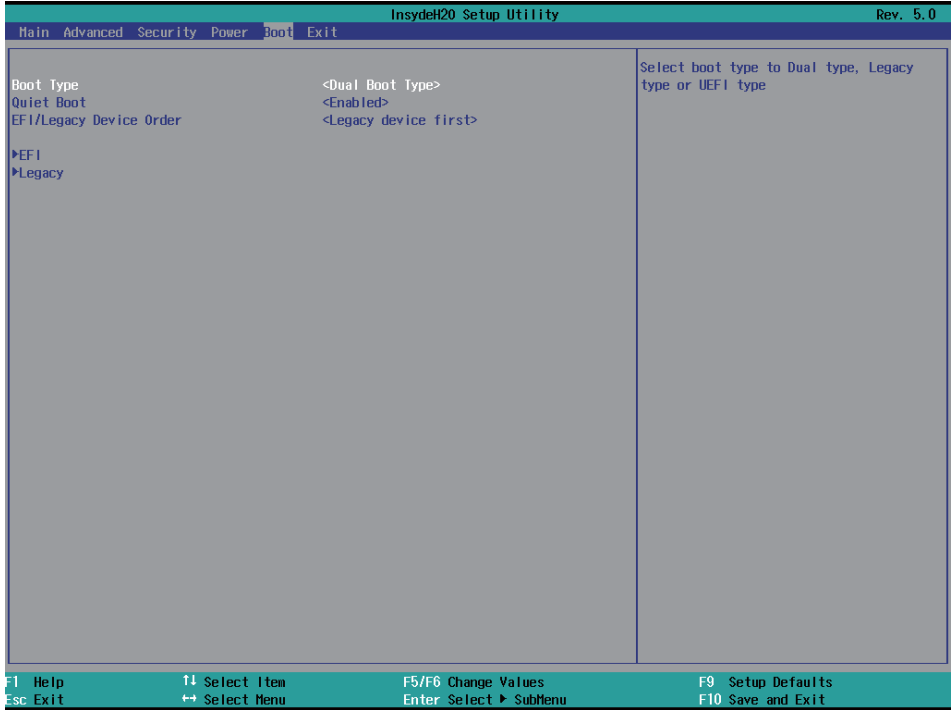 InsydeH20 Setup Utility Rev. 5.0
Main Advanced Security Power Boot Exit
Boot Type <Dual Boot Type>
Quiet Boot <Enabled>
EFI/Legacy Device Order <Legacy device first>
▶EFI
▶Legacy
Select boot type to Dual type, Legacy
type or UEFI type
F1 Help ↑↓ Select Item F5/F6 Change Values F9 Setup Defaults
Esc Exit ↔ Select Menu Enter Select ▶ SubMenu F10 Save and Exit